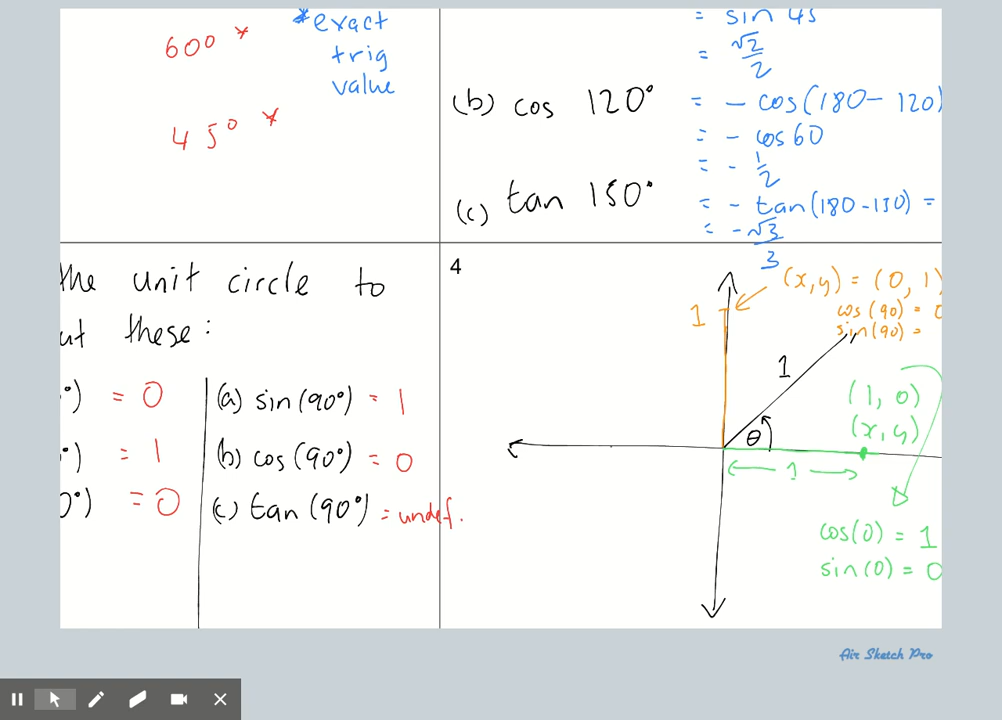 60° *
*exact
trig
value
45° *
= sin 45
= √2/2
(b) cos 120° = - cos(180- 120)
= - cos 60
= - 1/2
(c) tan 150° = - tan(180-150) =
= -√3/3
the unit circle to
ut these:
°) = 0
°) = 1
0°) = 0
(a) sin(90°) = 1
(b) cos(90°) = 0
(c) tan(90°) = undef.
4
(x,y) = (0, 1)
cos(90) = 0
sin(90) =
1
1
θ
(1, 0)
(x,y)
1
cos(0) = 1
sin(0) = 0
Air Sketch Pro